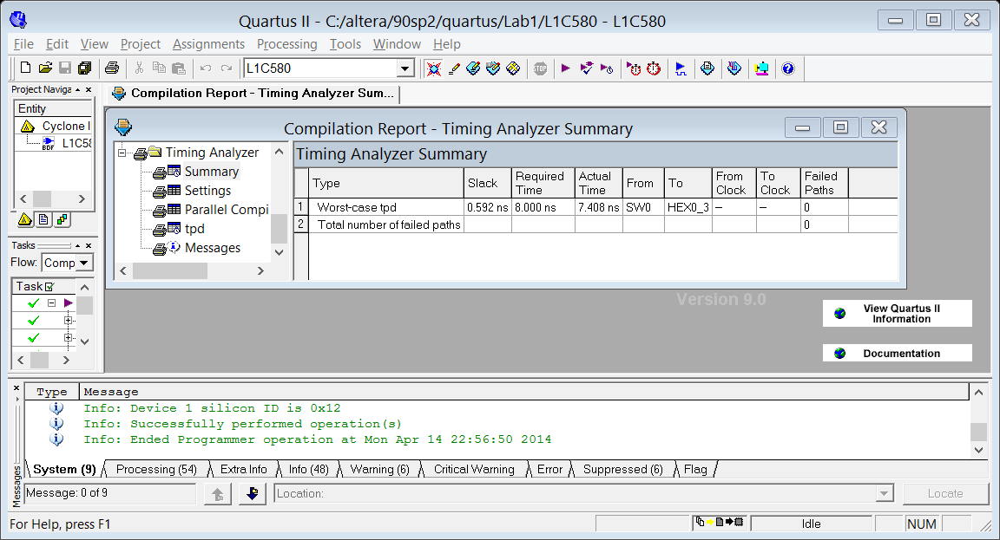 Quartus II - C:/altera/90sp2/quartus/Lab1/L1C580 - L1C580
File Edit View Project Assignments Processing Tools Window Help
L1C580
STOP
Project Naviga
Compilation Report - Timing Analyzer Sum...
Entity
Cyclone I
BDF L1C58
Compilation Report - Timing Analyzer Summary
Timing Analyzer
Summary
Settings
Parallel Compi
tpd
Messages
Timing Analyzer Summary
Type Slack Required Time Actual Time From To From Clock To Clock Failed Paths
1 Worst-case tpd 0.592 ns 8.000 ns 7.408 ns SW0 HEX0_3 -- -- 0
2 Total number of failed paths 0
Tasks
Flow: Comp
Task
Version 9.0
View Quartus II
Information
Documentation
Type Message
Info: Device 1 silicon ID is 0x12
Info: Successfully performed operation(s)
Info: Ended Programmer operation at Mon Apr 14 22:56:50 2014
Messages
System (9) Processing (54) Extra Info Info (48) Warning (6) Critical Warning Error Suppressed (6) Flag
Message: 0 of 9 Location: Locate
For Help, press F1 Idle NUM